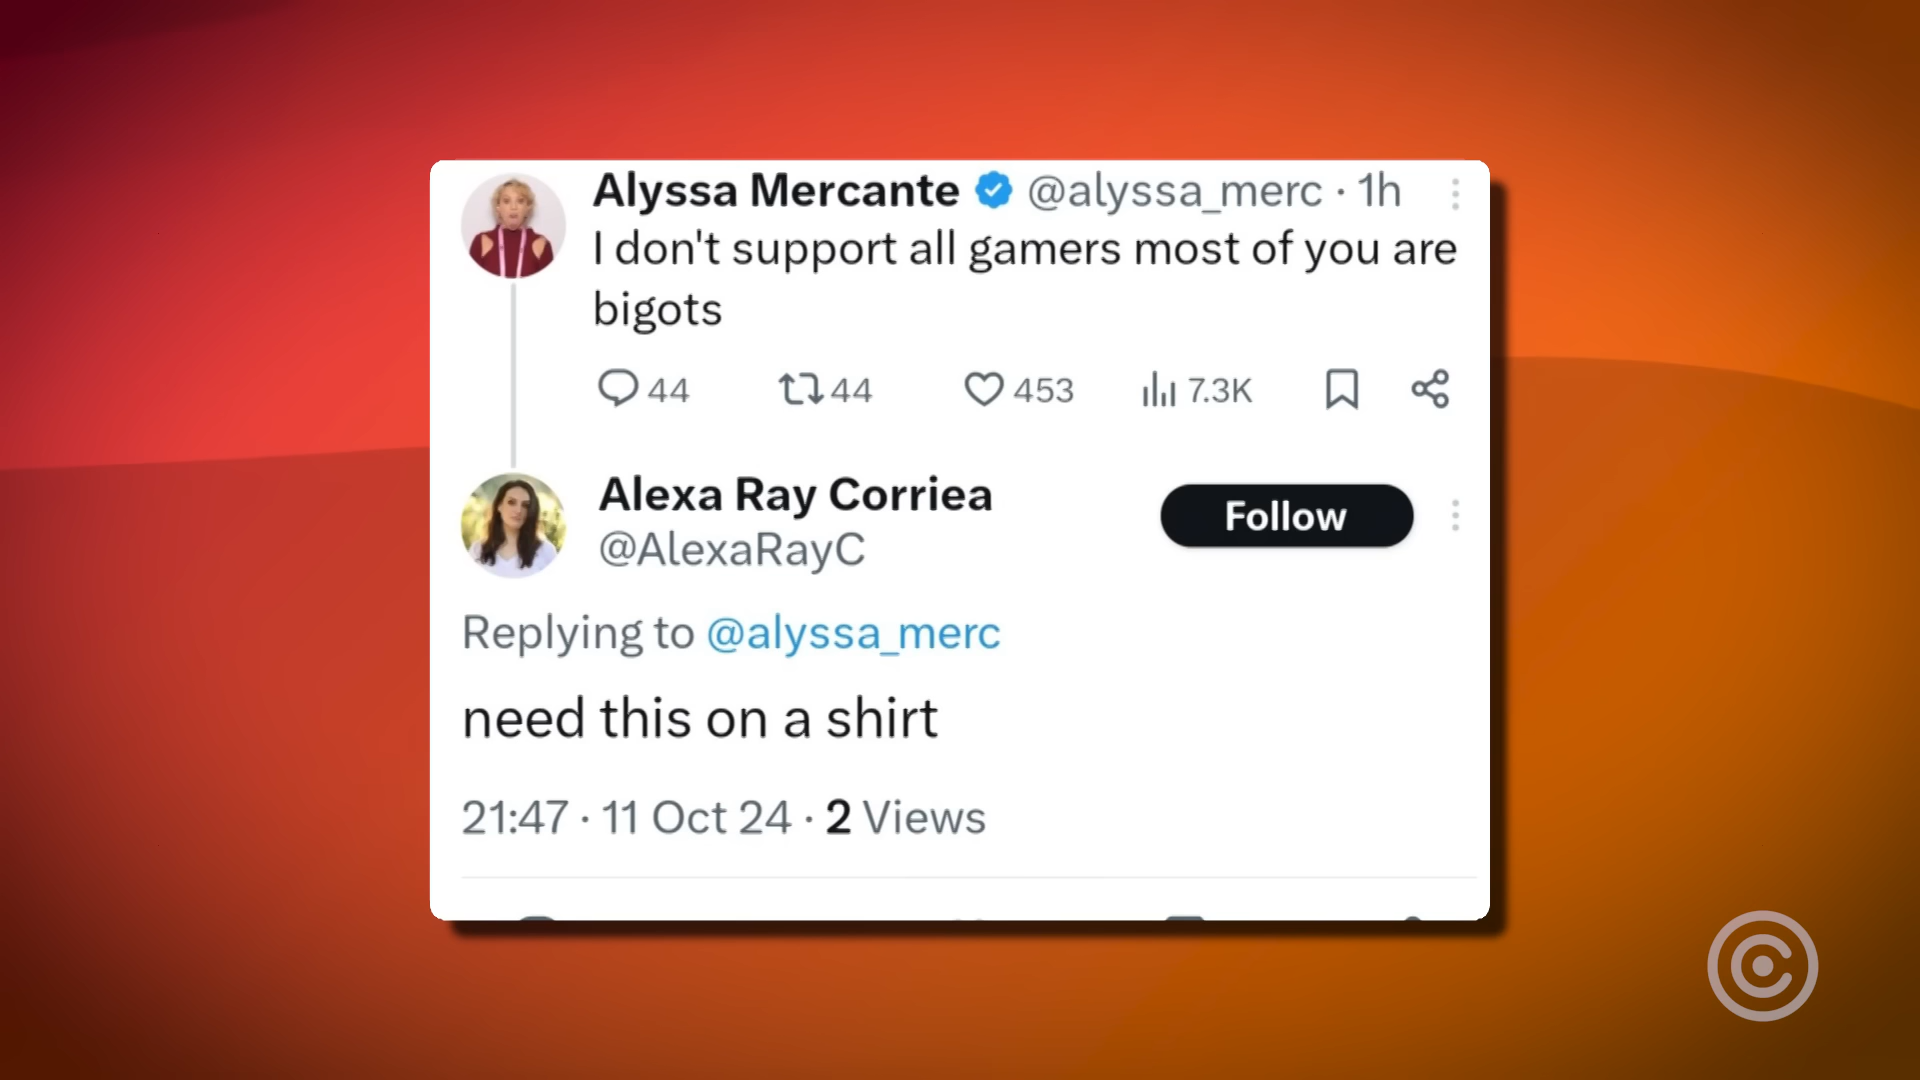 Alyssa Mercante @alyssa_merc · 1h
I don't support all gamers most of you are
bigots
44 44 453 7.3K
Alexa Ray Corriea
Follow
@AlexaRayC
Replying to @alyssa_merc
need this on a shirt
21:47 · 11 Oct 24 · 2 Views